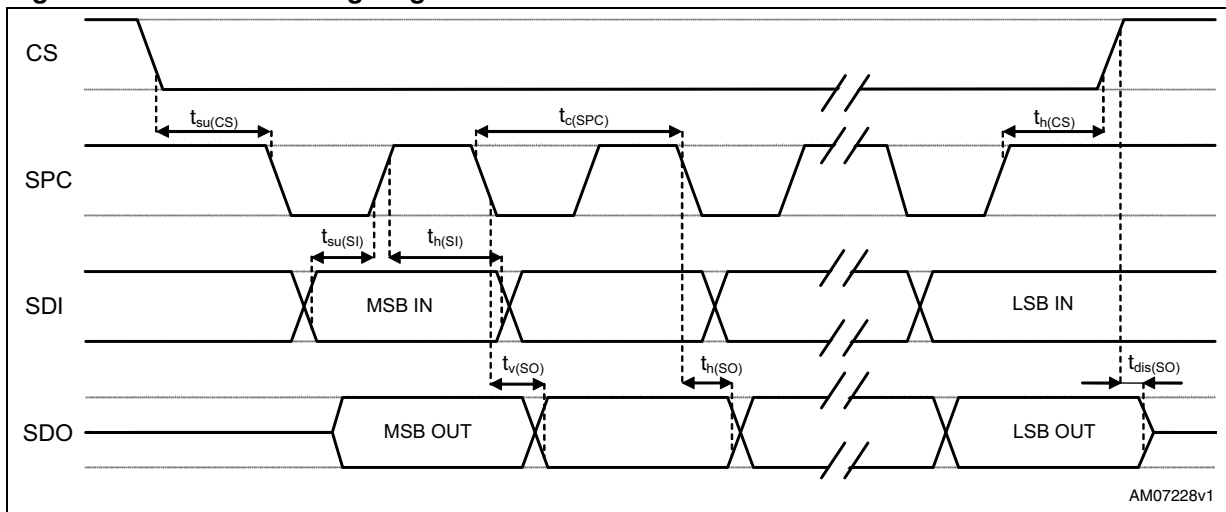 CS
t_su(CS)
t_c(SPC)
t_h(CS)
SPC
t_su(SI)
t_h(SI)
SDI
MSB IN
LSB IN
t_v(SO)
t_h(SO)
t_dis(SO)
SDO
MSB OUT
LSB OUT
AM07228v1